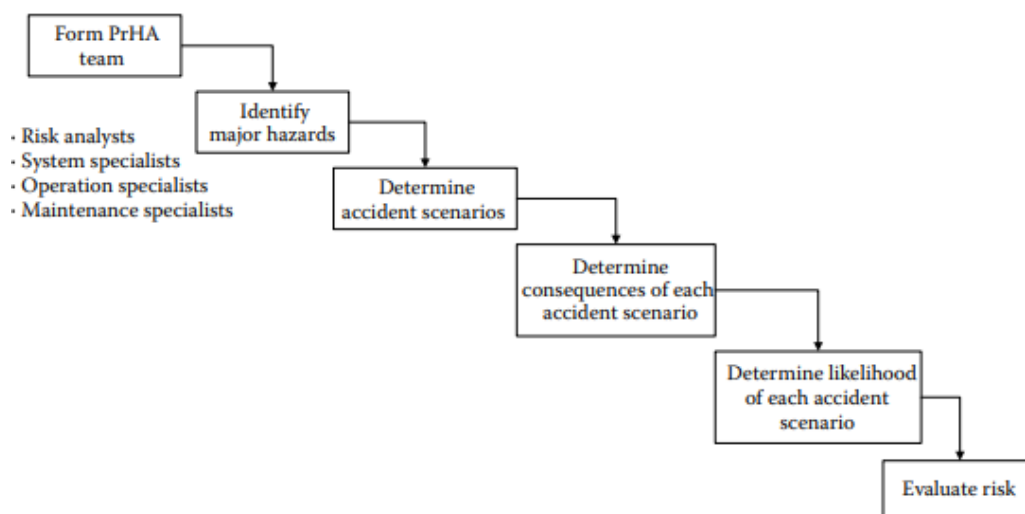 Form PrHA
team
Identify
major hazards
· Risk analysts
· System specialists
· Operation specialists
· Maintenance specialists
Determine
accident scenarios
Determine
consequences of each
accident scenario
Determine likelihood
of each accident
scenario
Evaluate risk